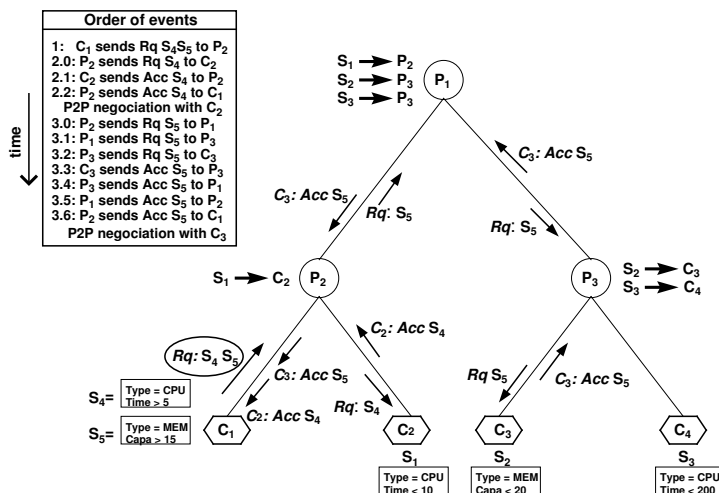 Order of events
1: C₁ sends Rq S₄S₅ to P₂
2.0: P₂ sends Rq S₄ to C₂
2.1: C₂ sends Acc S₄ to P₂
2.2: P₂ sends Acc S₄ to C₁
P2P negociation with C₂
3.0: P₂ sends Rq S₅ to P₁
3.1: P₁ sends Rq S₅ to P₃
3.2: P₃ sends Rq S₅ to C₃
3.3: C₃ sends Acc S₅ to P₃
3.4: P₃ sends Acc S₅ to P₁
3.5: P₁ sends Acc S₅ to P₂
3.6: P₂ sends Acc S₅ to C₁
P2P negociation with C₃
time
S₁ → P₂
S₂ → P₃
S₃ → P₃
P₁
C₃: Acc S₅
Rq: S₅
C₃: Acc S₅
Rq: S₅
S₁ → C₂
P₂
P₃
S₂ → C₃
S₃ → C₄
Rq: S₄ S₅
C₃: Acc S₅
C₂: Acc S₄
C₂: Acc S₄
Rq: S₄
Rq S₅
C₃: Acc S₅
S₄=
Type = CPU
Time > 5
S₅=
Type = MEM
Capa > 15
C₁
C₂
C₃
C₄
S₁
S₂
S₃
Type = CPU
Time < 10
Type = MEM
Capa < 20
Type = CPU
Time < 200